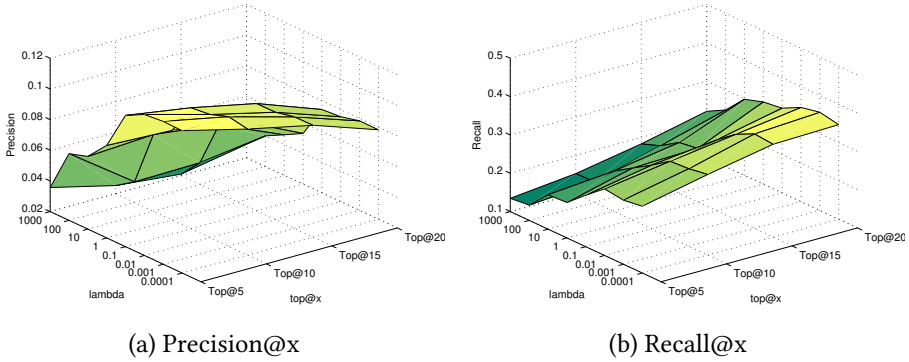 0.12
0.1
0.08
0.06
0.04
0.02
Precision
1000
100
10
1
0.1
0.01
0.001
0.0001
lambda
Top@5
Top@10
Top@15
Top@20
top@x
(a) Precision@x
0.5
0.4
0.3
0.2
0.1
Recall
1000
100
10
1
0.1
0.01
0.001
0.0001
lambda
Top@5
Top@10
Top@15
Top@20
top@x
(b) Recall@x